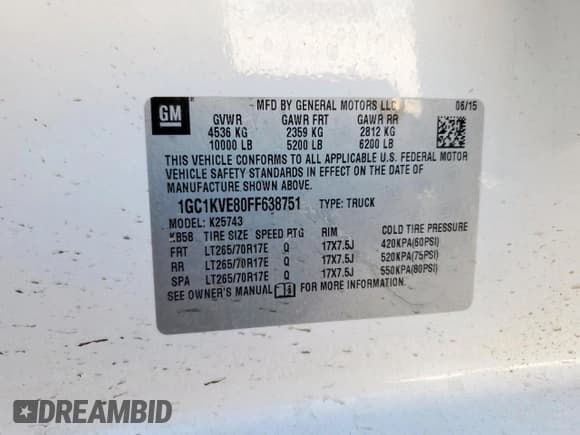 GM
MFD BY GENERAL MOTORS LLC
06/15
GVWR GAWR FRT GAWR RR
4536 KG 2359 KG 2812 KG
10000 LB 5200 LB 6200 LB
THIS VEHICLE CONFORMS TO ALL APPLICABLE U.S. FEDERAL MOTOR
VEHICLE SAFETY STANDARDS IN EFFECT ON THE DATE OF
MANUFACTURE SHOWN ABOVE.
1GC1KVE80FF638751 TYPE: TRUCK
MODEL: K25743
KB58 TIRE SIZE SPEED RTG RIM COLD TIRE PRESSURE
FRT LT265/70R17E Q 17X7.5J 420KPA(60PSI)
RR LT265/70R17E Q 17X7.5J 520KPA(75PSI)
SPA LT265/70R17E Q 17X7.5J 550KPA(80PSI)
SEE OWNER'S MANUAL FOR MORE INFORMATION.
DREAMBID